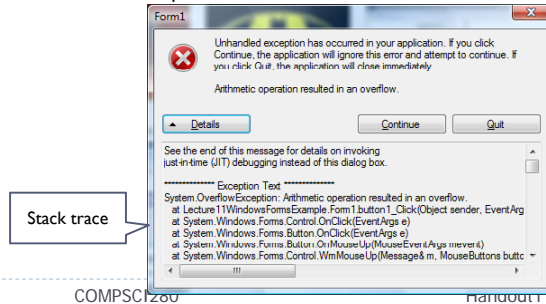 Form1
Unhandled exception has occurred in your application. If you click
Continue, the application will ignore this error and attempt to continue. If
you click Quit, the application will close immediately.
Arithmetic operation resulted in an overflow.
Details
Continue
Quit
See the end of this message for details on invoking
just-in-time (JIT) debugging instead of this dialog box.
************** Exception Text **************
System.OverflowException: Arithmetic operation resulted in an overflow.
at Lecture11WindowsFormsExample.Form1.button1_Click(Object sender, EventArg
at System.Windows.Forms.Control.OnClick(EventArgs e)
at System.Windows.Forms.Button.OnClick(EventArgs e)
at System.Windows.Forms.Button.OnMouseUp(MouseEventArgs mevent)
at System.Windows.Forms.Control.WmMouseUp(Message& m, MouseButtons buttc
Stack trace
COMPSCI280
Handout